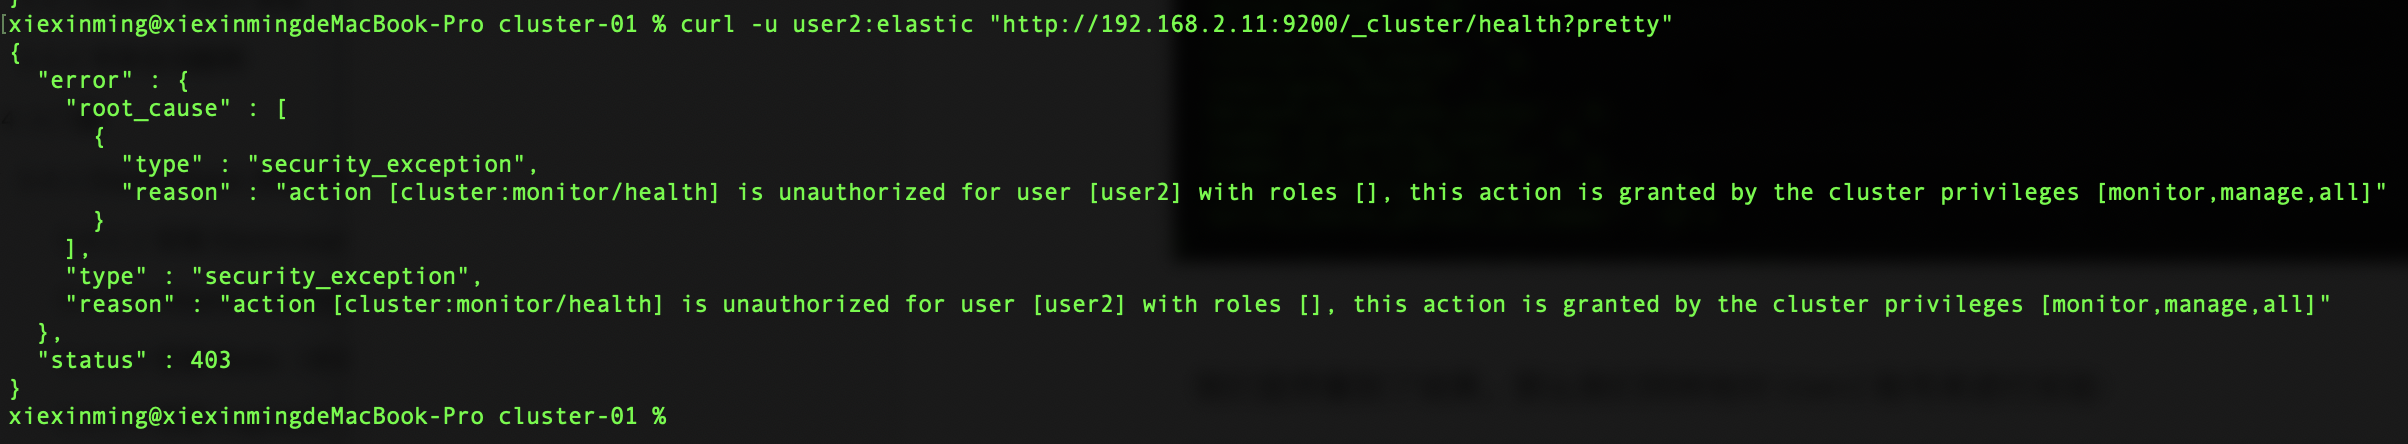 }
[xiexinming@xiexinmingdeMacBook-Pro cluster-01 % curl -u user2:elastic "http://192.168.2.11:9200/_cluster/health?pretty"
{
  "error" : {
    "root_cause" : [
      {
        "type" : "security_exception",
        "reason" : "action [cluster:monitor/health] is unauthorized for user [user2] with roles [], this action is granted by the cluster privileges [monitor,manage,all]"
      }
    ],
    "type" : "security_exception",
    "reason" : "action [cluster:monitor/health] is unauthorized for user [user2] with roles [], this action is granted by the cluster privileges [monitor,manage,all]"
  },
  "status" : 403
}
xiexinming@xiexinmingdeMacBook-Pro cluster-01 %